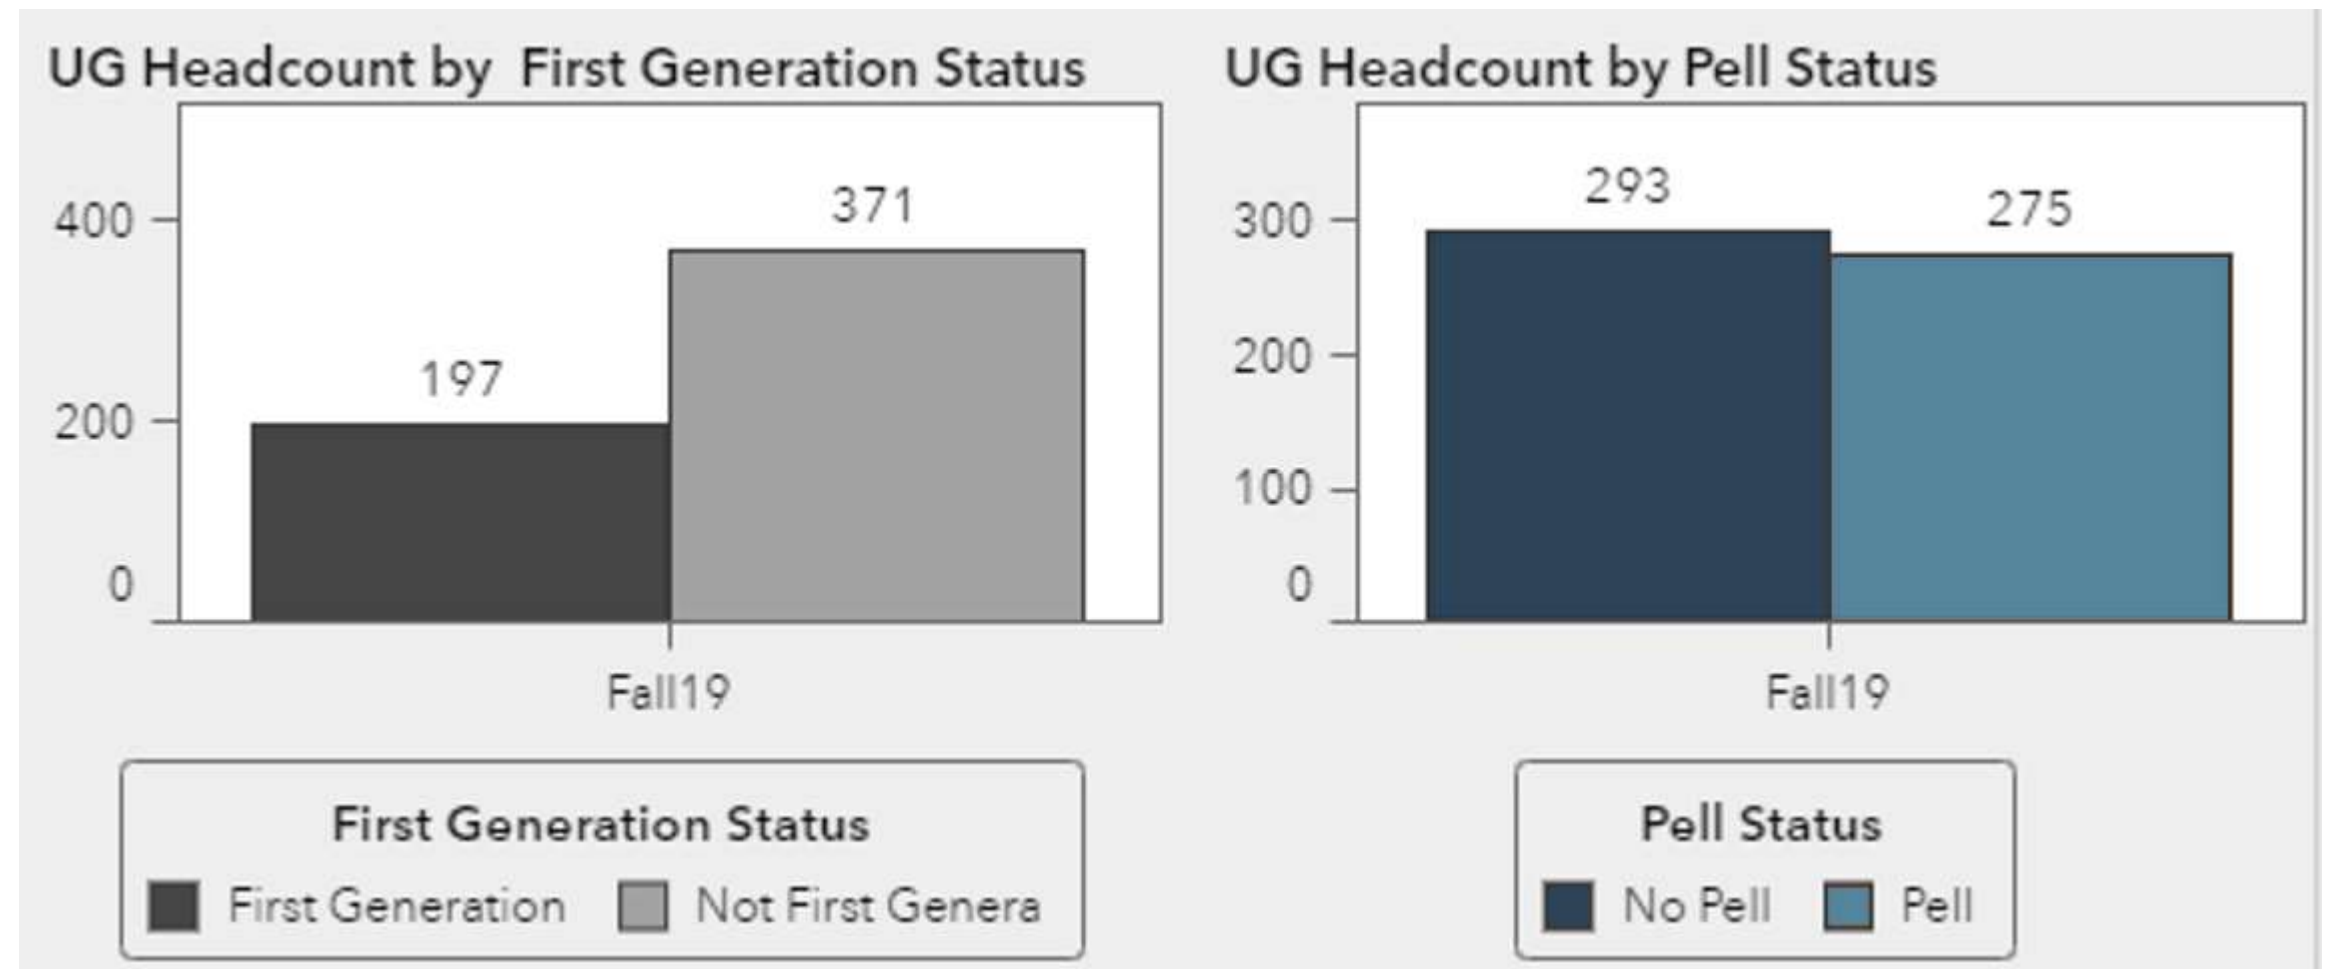 UG Headcount by First Generation Status
400
200
0
197
371
Fall19
First Generation Status
First Generation
Not First Genera
UG Headcount by Pell Status
300
200
100
0
293
275
Fall19
Pell Status
No Pell
Pell